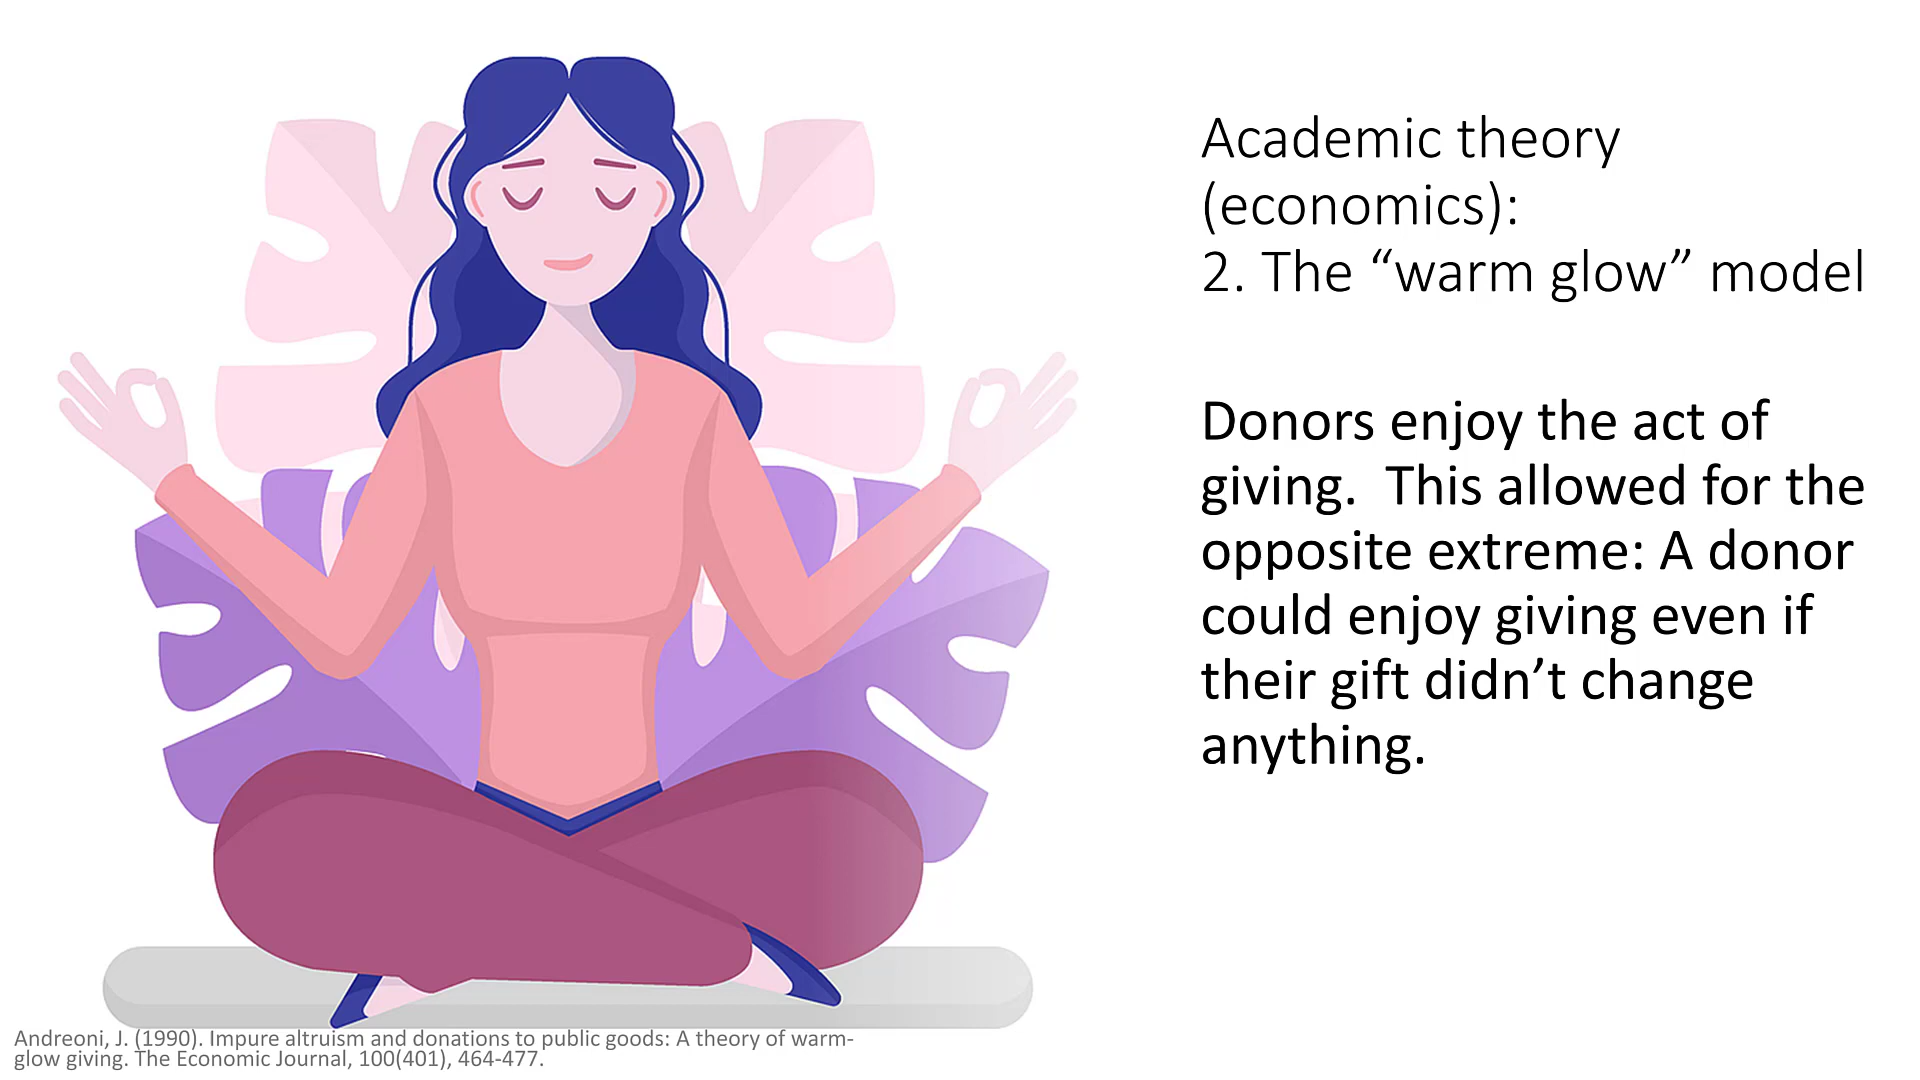 Academic theory
(economics):
2. The “warm glow” model
Donors enjoy the act of
giving.  This allowed for the
opposite extreme: A donor
could enjoy giving even if
their gift didn’t change
anything.
Andreoni, J. (1990). Impure altruism and donations to public goods: A theory of warm-
glow giving. The Economic Journal, 100(401), 464-477.